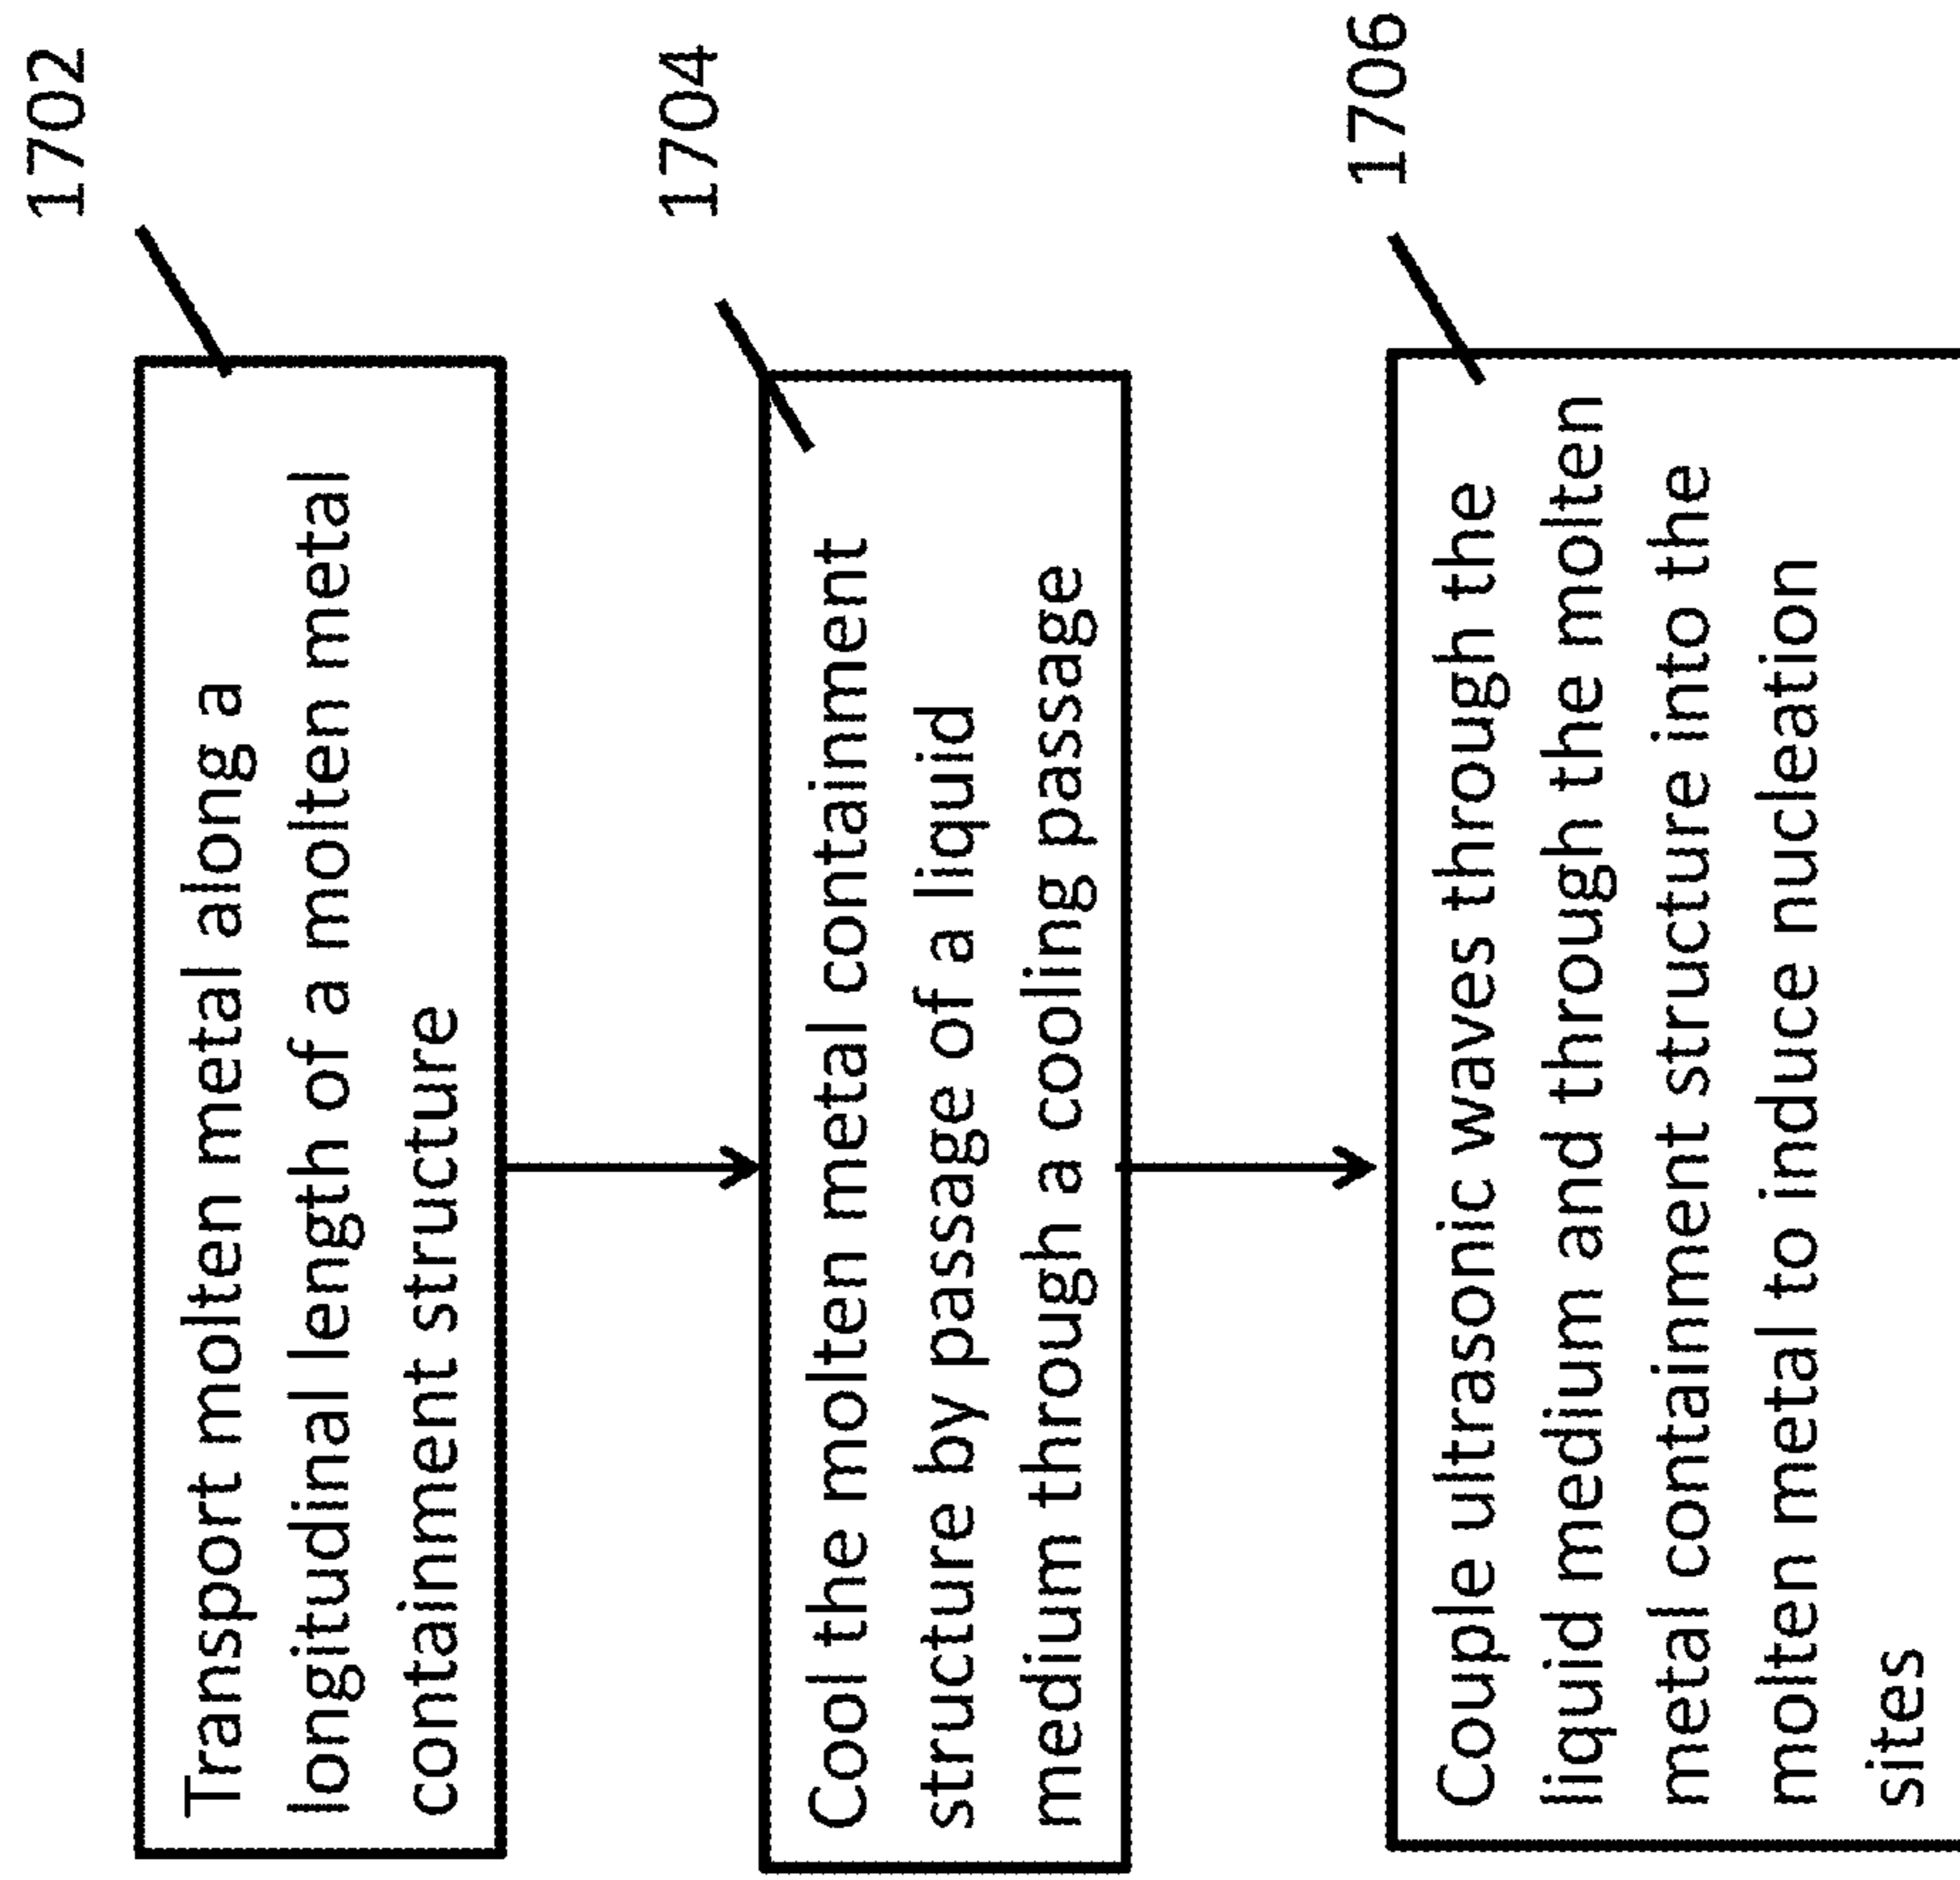 1702
Transport molten metal along a
longitudinal length of a molten metal
containment structure
1704
Cool the molten metal containment
structure by passage of a liquid
medium through a cooling passage
1706
Couple ultrasonic waves through the
liquid medium and through the molten
metal containment structure into the
molten metal to induce nucleation
sites